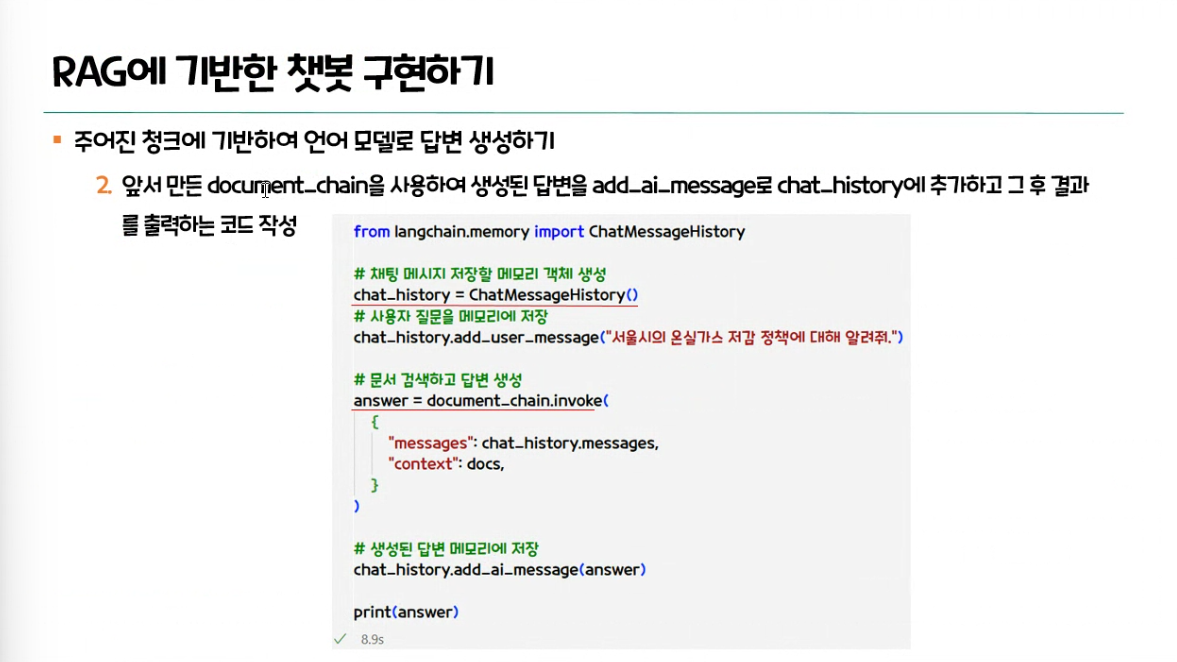 RAG에 기반한 챗봇 구현하기
▪ 주어진 청크에 기반하여 언어 모델로 답변 생성하기
2. 앞서 만든 document_chain을 사용하여 생성된 답변을 add_ai_message로 chat_history에 추가하고 그 후 결과
를 출력하는 코드 작성
from langchain.memory import ChatMessageHistory
# 채팅 메시지 저장할 메모리 객체 생성
chat_history = ChatMessageHistory()
# 사용자 질문을 메모리에 저장
chat_history.add_user_message("서울시의 온실가스 저감 정책에 대해 알려줘.")
# 문서 검색하고 답변 생성
answer = document_chain.invoke(
{
"messages": chat_history.messages,
"context": docs,
}
)
# 생성된 답변 메모리에 저장
chat_history.add_ai_message(answer)
print(answer)
✓ 8.9s